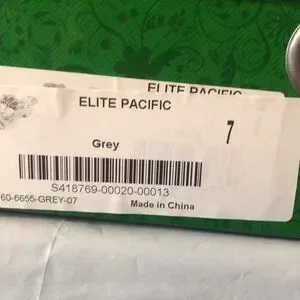 ELITE PACIFIC
ELITE PACIFIC
Grey
7
S418769-00020-00013
60-6655-GREY-07
Made in China